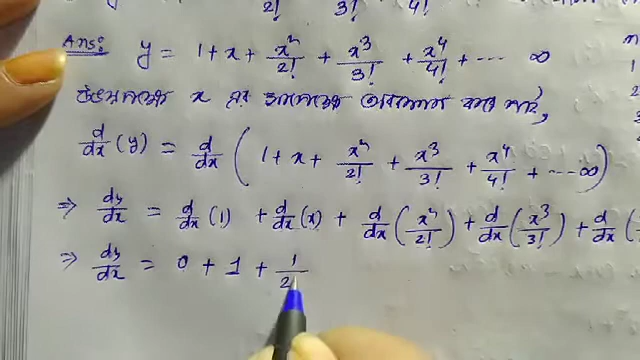 2! 3!
Ans: y = 1 + x + x²/2! + x³/3! + x⁴/4! + ... ∞
উভয়পক্ষে x এর সাপেক্ষে অবকলন করে পাই,
d/dx (y) = d/dx (1 + x + x²/2! + x³/3! + x⁴/4! + ... ∞)
⇒ dy/dx = d/dx (1) + d/dx (x) + d/dx (x²/2!) + d/dx (x³/3!) + d/dx (
⇒ dy/dx = 0 + 1 + 1/2